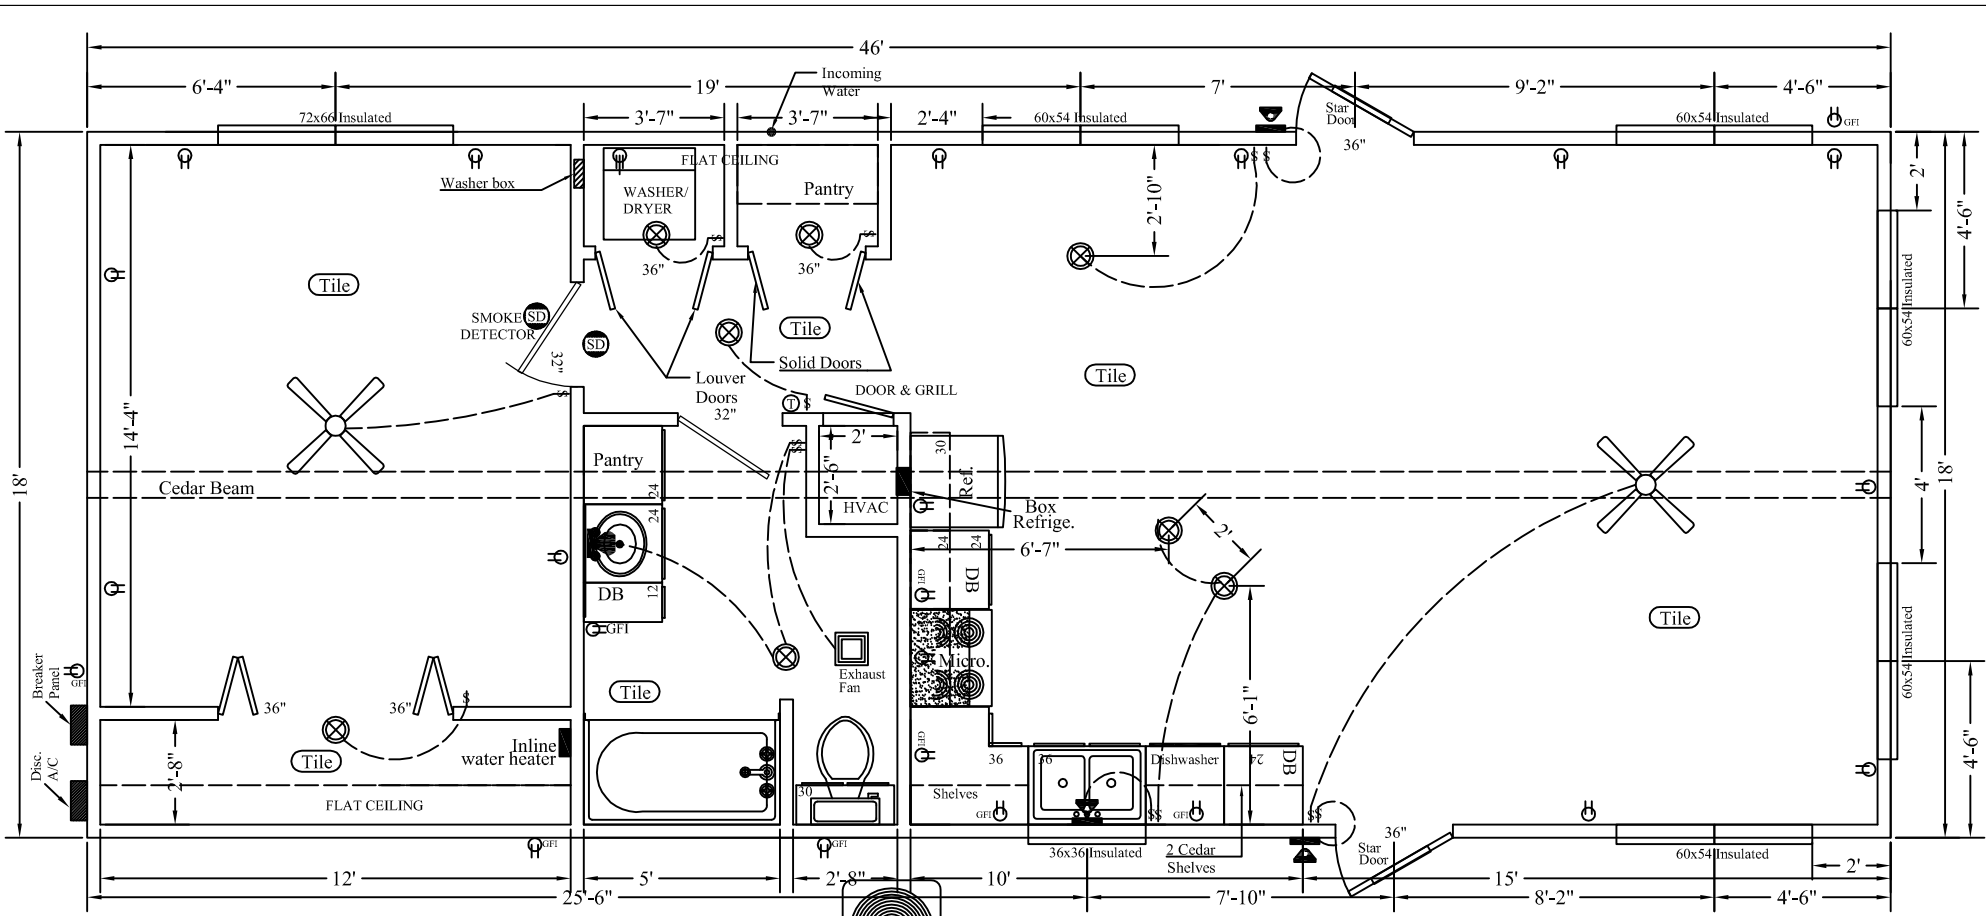 46'
6'-4"
19'
7'
9'-2"
4'-6"
Incoming
Water
72x66 Insulated
3'-7"
3'-7"
2'-4"
60x54 Insulated
Star
Door
36"
60x54 Insulated
GFI
Washer box
FLAT CEILING
WASHER/
DRYER
Pantry
$
$
36"
36"
$$
2'-10"
2'
4'-6"
60x54 Insulated
Tile
SMOKE
DETECTOR
SD
SD
32"
Tile
Solid Doors
Louver
Doors
32"
DOOR & GRILL
Tile
T
$
$
14'-4"
18'
18'
4'
Cedar Beam
Pantry
24
24
$$
2'
2'-6"
HVAC
30
Ref.
Box
Refrige.
6'-7"
2'
24
24
DB
GFI
DB
12
GFI
Micro.
Exhaust
Fan
Tile
Tile
60x54 Insulated
4'-6"
Breaker
Panel
GFI
Disc.
A/C
36"
36"
$
Tile
2'-8"
FLAT CEILING
Inline
water heater
30
GFI
36
36
Dishwasher
24
DB
Shelves
GFI
GFI
$$
$$
6'-1"
36"
Star
Door
GFI
GFI
36x36 Insulated
2 Cedar
Shelves
60x54 Insulated
2'
12'
5'
2'-8"
10'
15'
25'-6"
7'-10"
8'-2"
4'-6"